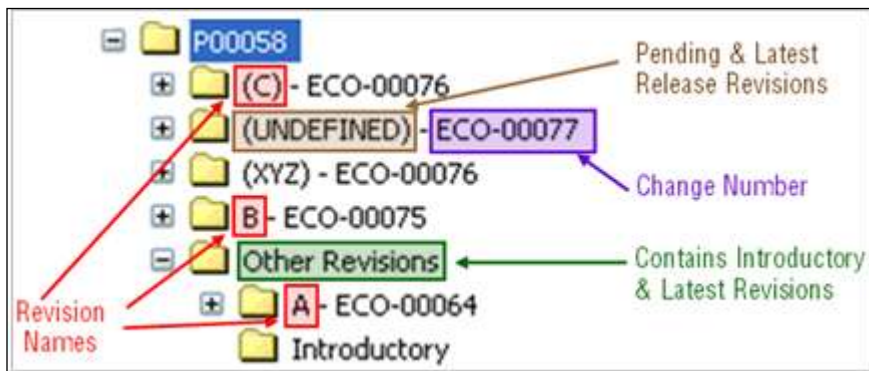 P00058
(C) - ECO-00076
(UNDEFINED) - ECO-00077
(XYZ) - ECO-00076
B - ECO-00075
Other Revisions
A - ECO-00064
Introductory
Pending & Latest
Release Revisions
Change Number
Contains Introductory
& Latest Revisions
Revision
Names